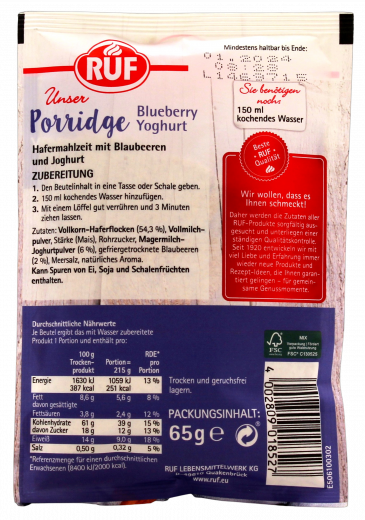 Mindestens haltbar bis Ende:
01.2024
08:28
RUF
Unser
Porridge
Blueberry
Yoghurt
Hafermahlzeit mit Blaubeeren
und Joghurt
ZUBEREITUNG
1. Den Beutelinhalt in eine Tasse oder Schale geben.
2. 150 ml kochendes Wasser hinzufügen.
3. Mit einem Löffel gut verrühren und 3 Minuten
ziehen lassen.
Zutaten: Vollkorn-Haferflocken (54,3 %), Vollmilch-
pulver, Stärke (Mais), Rohrzucker, Magermilch-
Joghurtpulver (6 %), gefriergetrocknete Blaubeeren
(2 %), Meersalz, natürliches Aroma.
Kann Spuren von Ei, Soja und Schalenfrüchten
enthalten.
Sie benötigen
noch:
150 ml
kochendes Wasser
Beste
RUF
Qualität
Wir wollen, dass es
Ihnen schmeckt!
Daher werden die Zutaten aller
RUF-Produkte sorgfältig aus-
gesucht und unterliegen einer
ständigen Qualitätskontrolle.
Seit 1920 entwickeln wir mit
viel Liebe und Erfahrung immer
wieder neue Produkte und
Rezept-Ideen, die Ihnen garan-
tiert gelingen – für gemein-
same Genussmomente.
Durchschnittliche Nährwerte
Je Beutel ergibt das mit Wasser zubereitete
Produkt 1 Portion und enthält pro:
100 g Trocken- produkt Portion= 215 g RDE* pro Portion
Energie 1630 kJ 1059 kJ 13 %
387 kcal 251 kcal
Fett 8,6 g 5,6 g 8 %
davon gesättigte
Fettsäuren 3,8 g 2,4 g 12 %
Kohlenhydrate 61 g 39 g 15 %
davon Zucker 18 g 12 g 13 %
Eiweiß 14 g 9,0 g 18 %
Salz 0,50 g 0,32 g 5 %
*Referenzmenge für einen durchschnittlichen
Erwachsenen (8400 kJ/2000 kcal).
FSC
MIX
FSC® C130525
Trocken und geruchsfrei
lagern.
PACKUNGSINHALT:
65g e
RUF LEBENSMITTELWERK KG
Quakenbrück
www.ruf.eu
4 002809 018527
E506100302